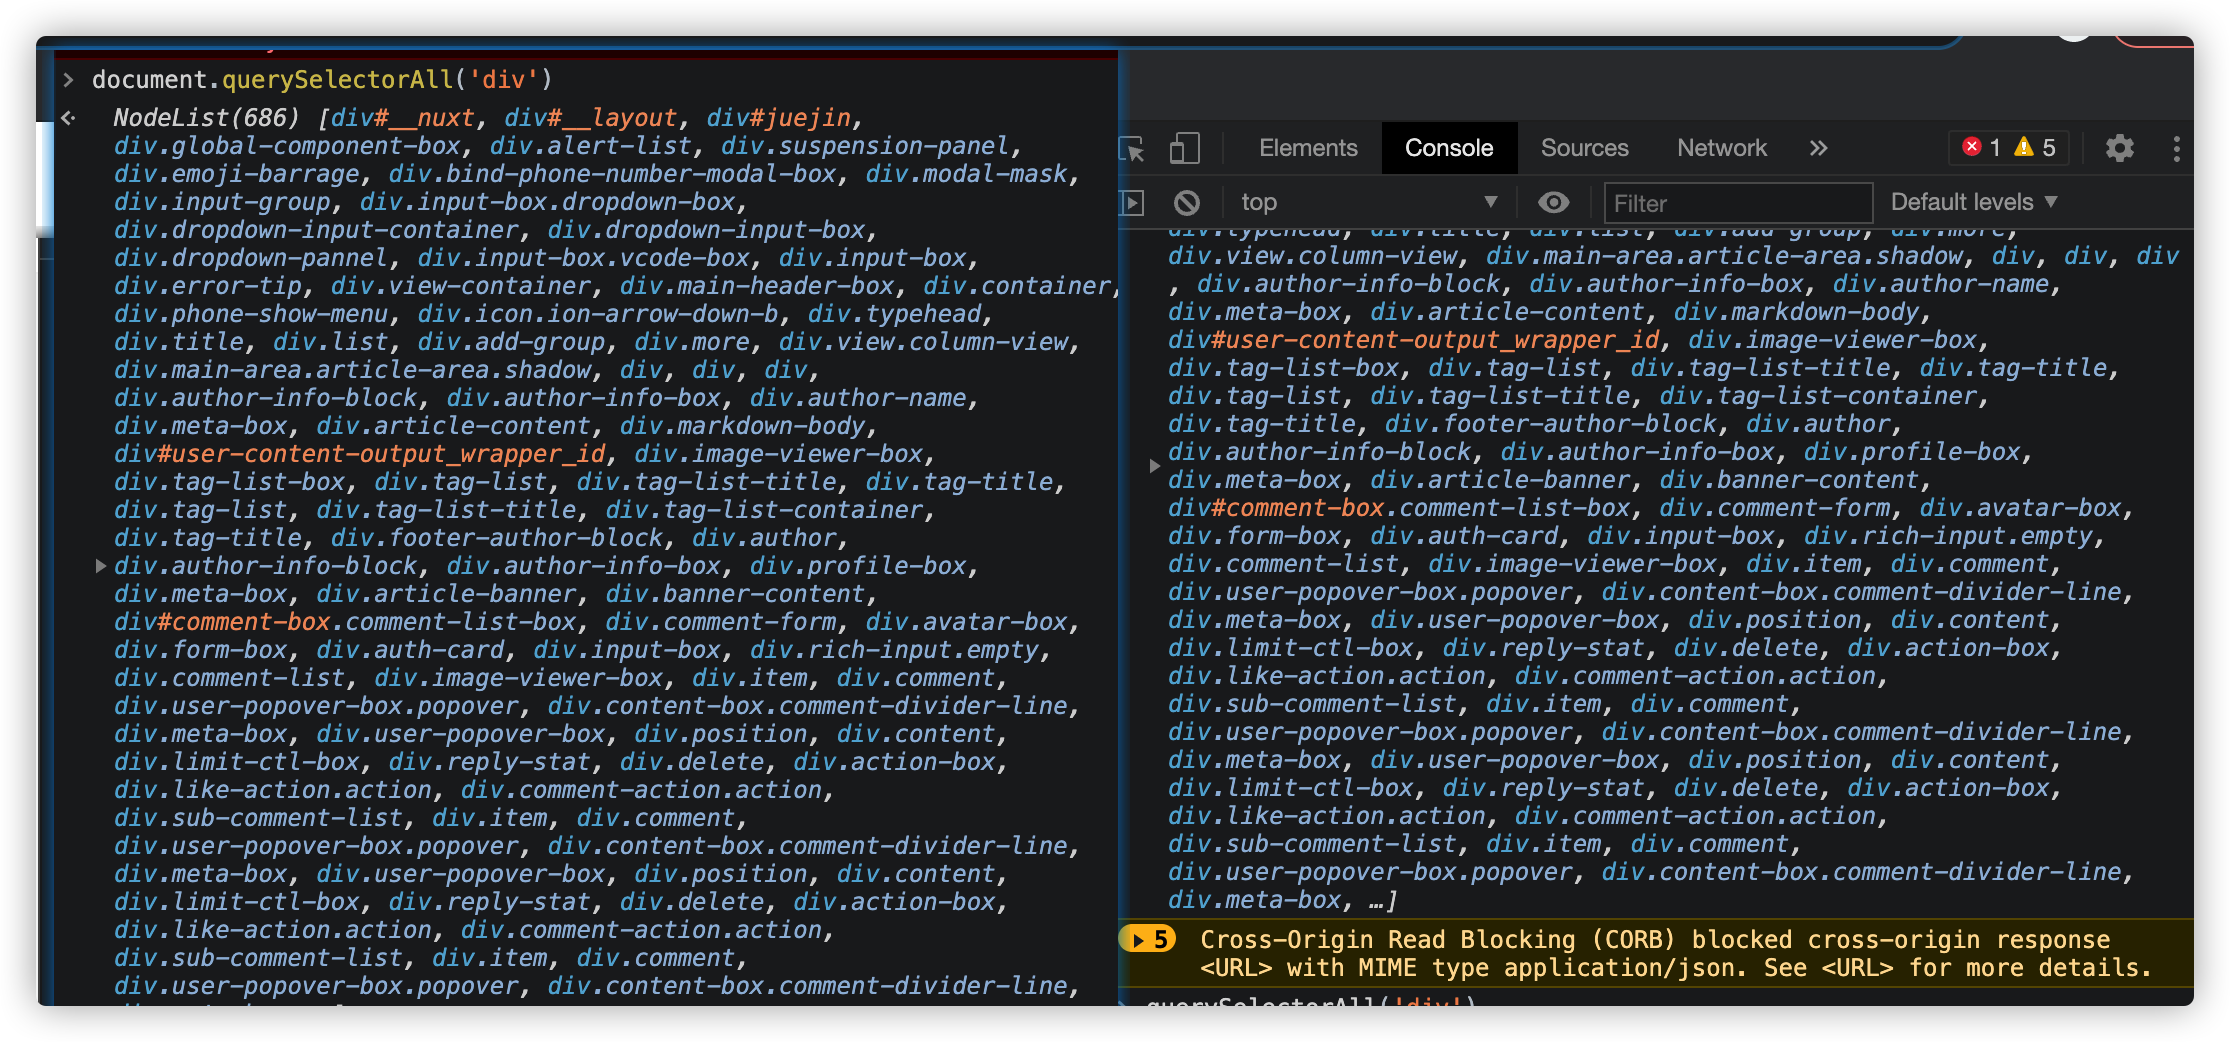 document.querySelectorAll('div')
NodeList(686) [div#__nuxt, div#__layout, div#juejin,
div.global-component-box, div.alert-list, div.suspension-panel,
div.emoji-barrage, div.bind-phone-number-modal-box, div.modal-mask,
div.input-group, div.input-box.dropdown-box,
div.dropdown-input-container, div.dropdown-input-box,
div.dropdown-pannel, div.input-box.vcode-box, div.input-box,
div.error-tip, div.view-container, div.main-header-box, div.container,
div.phone-show-menu, div.icon.ion-arrow-down-b, div.typehead,
div.title, div.list, div.add-group, div.more, div.view.column-view,
div.main-area.article-area.shadow, div, div, div,
div.author-info-block, div.author-info-box, div.author-name,
div.meta-box, div.article-content, div.markdown-body,
div#user-content-output_wrapper_id, div.image-viewer-box,
div.tag-list-box, div.tag-list, div.tag-list-title, div.tag-title,
div.tag-list, div.tag-list-title, div.tag-list-container,
div.tag-title, div.footer-author-block, div.author,
div.author-info-block, div.author-info-box, div.profile-box,
div.meta-box, div.article-banner, div.banner-content,
div#comment-box.comment-list-box, div.comment-form, div.avatar-box,
div.form-box, div.auth-card, div.input-box, div.rich-input.empty,
div.comment-list, div.image-viewer-box, div.item, div.comment,
div.user-popover-box.popover, div.content-box.comment-divider-line,
div.meta-box, div.user-popover-box, div.position, div.content,
div.limit-ctl-box, div.reply-stat, div.delete, div.action-box,
div.like-action.action, div.comment-action.action,
div.sub-comment-list, div.item, div.comment,
div.user-popover-box.popover, div.content-box.comment-divider-line,
div.meta-box, div.user-popover-box, div.position, div.content,
div.limit-ctl-box, div.reply-stat, div.delete, div.action-box,
div.like-action.action, div.comment-action.action,
div.sub-comment-list, div.item, div.comment,
div.user-popover-box.popover, div.content-box.comment-divider-line,
Elements Console Sources Network 1 5
top Filter Default levels
div.typehead, div.title, div.list, div.add-group, div.more,
div.view.column-view, div.main-area.article-area.shadow, div, div, div
, div.author-info-block, div.author-info-box, div.author-name,
div.meta-box, div.article-content, div.markdown-body,
div#user-content-output_wrapper_id, div.image-viewer-box,
div.tag-list-box, div.tag-list, div.tag-list-title, div.tag-title,
div.tag-list, div.tag-list-title, div.tag-list-container,
div.tag-title, div.footer-author-block, div.author,
div.author-info-block, div.author-info-box, div.profile-box,
div.meta-box, div.article-banner, div.banner-content,
div#comment-box.comment-list-box, div.comment-form, div.avatar-box,
div.form-box, div.auth-card, div.input-box, div.rich-input.empty,
div.comment-list, div.image-viewer-box, div.item, div.comment,
div.user-popover-box.popover, div.content-box.comment-divider-line,
div.meta-box, div.user-popover-box, div.position, div.content,
div.limit-ctl-box, div.reply-stat, div.delete, div.action-box,
div.like-action.action, div.comment-action.action,
div.sub-comment-list, div.item, div.comment,
div.user-popover-box.popover, div.content-box.comment-divider-line,
div.meta-box, div.user-popover-box, div.position, div.content,
div.limit-ctl-box, div.reply-stat, div.delete, div.action-box,
div.like-action.action, div.comment-action.action,
div.sub-comment-list, div.item, div.comment,
div.user-popover-box.popover, div.content-box.comment-divider-line,
div.meta-box, …]
5 Cross-Origin Read Blocking (CORB) blocked cross-origin response
<URL> with MIME type application/json. See <URL> for more details.
querySelectorAll('div')